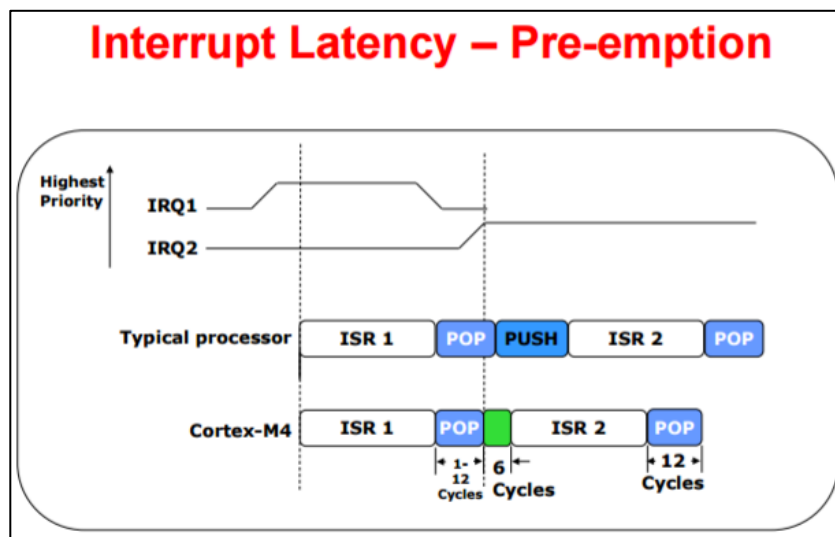 Interrupt Latency – Pre-emption
Highest
Priority
IRQ1
IRQ2
Typical processor
ISR 1
POP
PUSH
ISR 2
POP
Cortex-M4
ISR 1
POP
ISR 2
POP
1-
12
Cycles
6
Cycles
12
Cycles